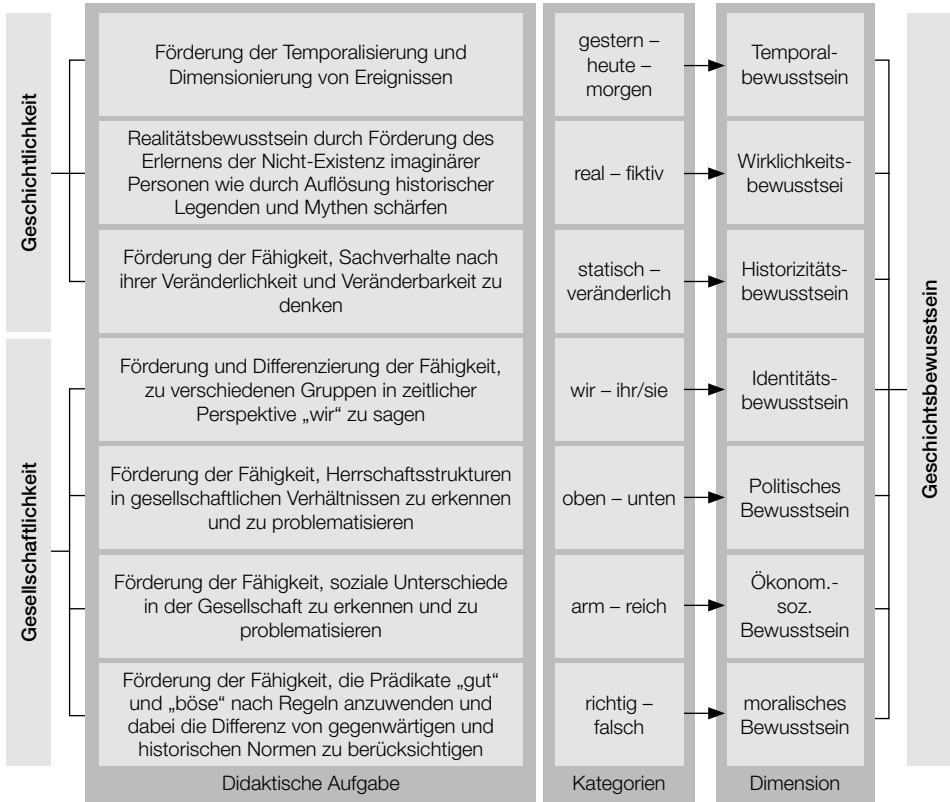 Geschichtlichkeit
Förderung der Temporalisierung und
Dimensionierung von Ereignissen
gestern –
heute –
morgen
Temporal-
bewusstsein
Realitätsbewusstsein durch Förderung des
Erlernens der Nicht-Existenz imaginärer
Personen wie durch Auflösung historischer
Legenden und Mythen schärfen
real – fiktiv
Wirklichkeits-
bewusstsei
Förderung der Fähigkeit, Sachverhalte nach
ihrer Veränderlichkeit und Veränderbarkeit zu
denken
statisch –
veränderlich
Historizitäts-
bewusstsein
Gesellschaftlichkeit
Förderung und Differenzierung der Fähigkeit,
zu verschiedenen Gruppen in zeitlicher
Perspektive „wir“ zu sagen
wir – ihr/sie
Identitäts-
bewusstsein
Förderung der Fähigkeit, Herrschaftsstrukturen
in gesellschaftlichen Verhältnissen zu erkennen
und zu problematisieren
oben – unten
Politisches
Bewusstsein
Förderung der Fähigkeit, soziale Unterschiede
in der Gesellschaft zu erkennen und zu
problematisieren
arm – reich
Ökonom.-
soz.
Bewusstsein
Förderung der Fähigkeit, die Prädikate „gut“
und „böse“ nach Regeln anzuwenden und
dabei die Differenz von gegenwärtigen und
historischen Normen zu berücksichtigen
richtig –
falsch
moralisches
Bewusstsein
Geschichtsbewusstsein
Didaktische Aufgabe
Kategorien
Dimension